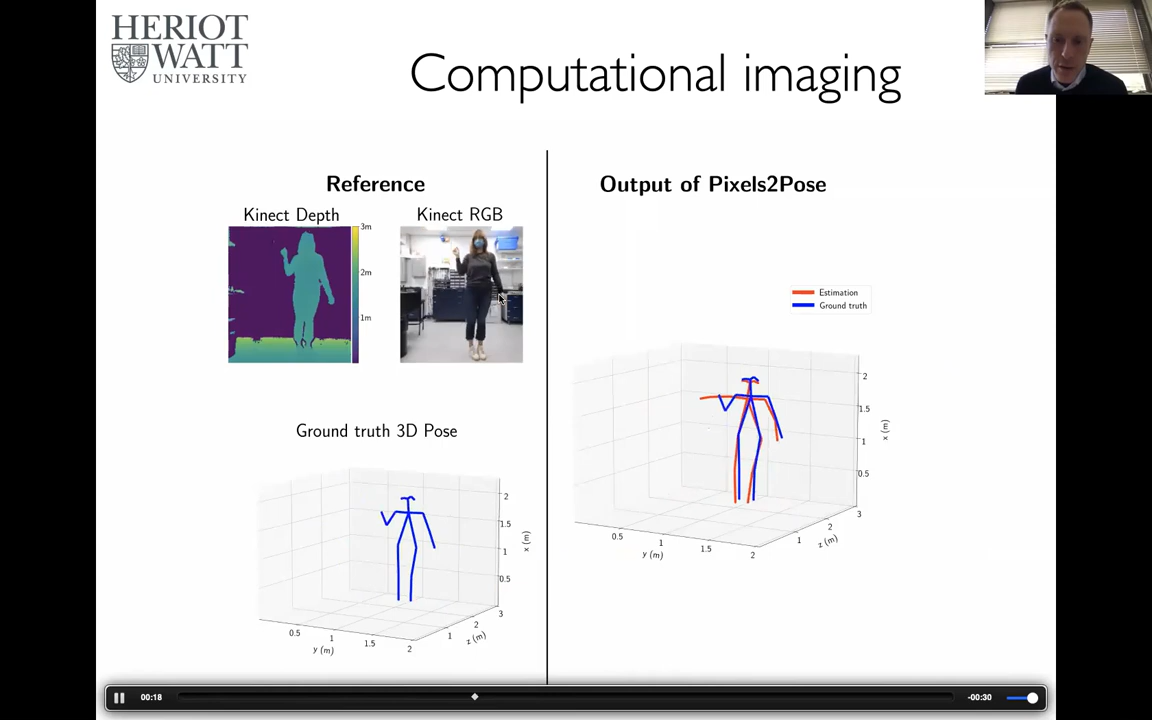 HERIOT
WATT
UNIVERSITY
Computational imaging
Reference
Kinect Depth
Kinect RGB
3m
2m
1m
Ground truth 3D Pose
2
1.5
1
0.5
x (m)
0.5
1
1.5
2
y (m)
1
2
3
z (m)
Output of Pixels2Pose
Estimation
Ground truth
2
1.5
1
0.5
x (m)
0.5
1
1.5
2
y (m)
1
2
3
z (m)
00:18
-00:30